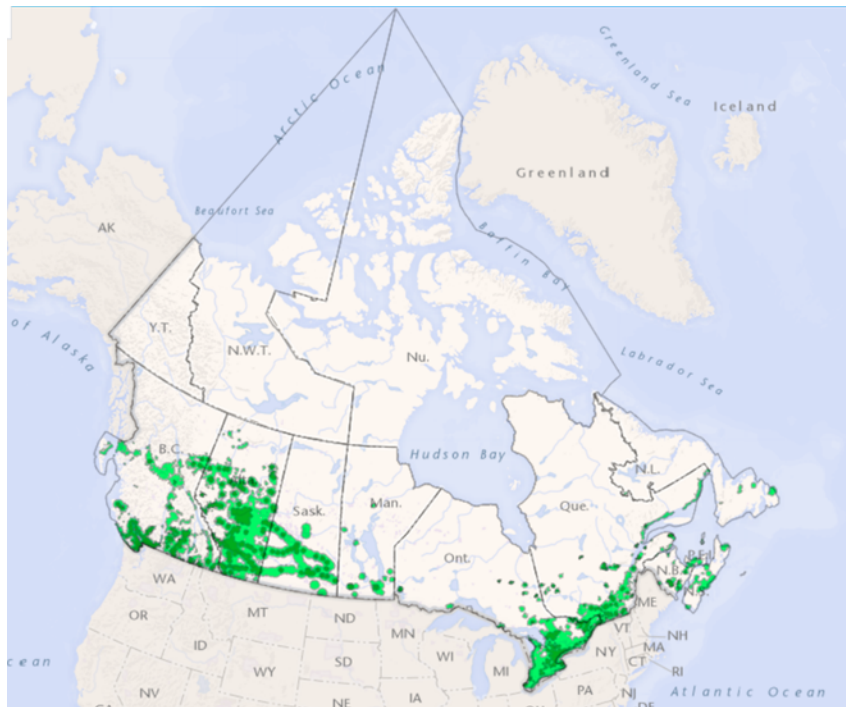 Greenland Sea
Arctic Ocean
Iceland
Greenland
Beaufort Sea
AK
Baffin Bay
of Alaska
Y.T.
N.W.T.
Nu.
Labrador Sea
Hudson Bay
B.C.
N.L.
Sask.
Man.
Que.
Ont.
P.E.I.
N.B.
N.S.
WA
ME
MT
ND
VT
OR
MN
NH
ID
SD
WI
NY
MA
WY
MI
CT
RI
cean
IA
PA
NV
NE
NJ
Atlantic Ocean